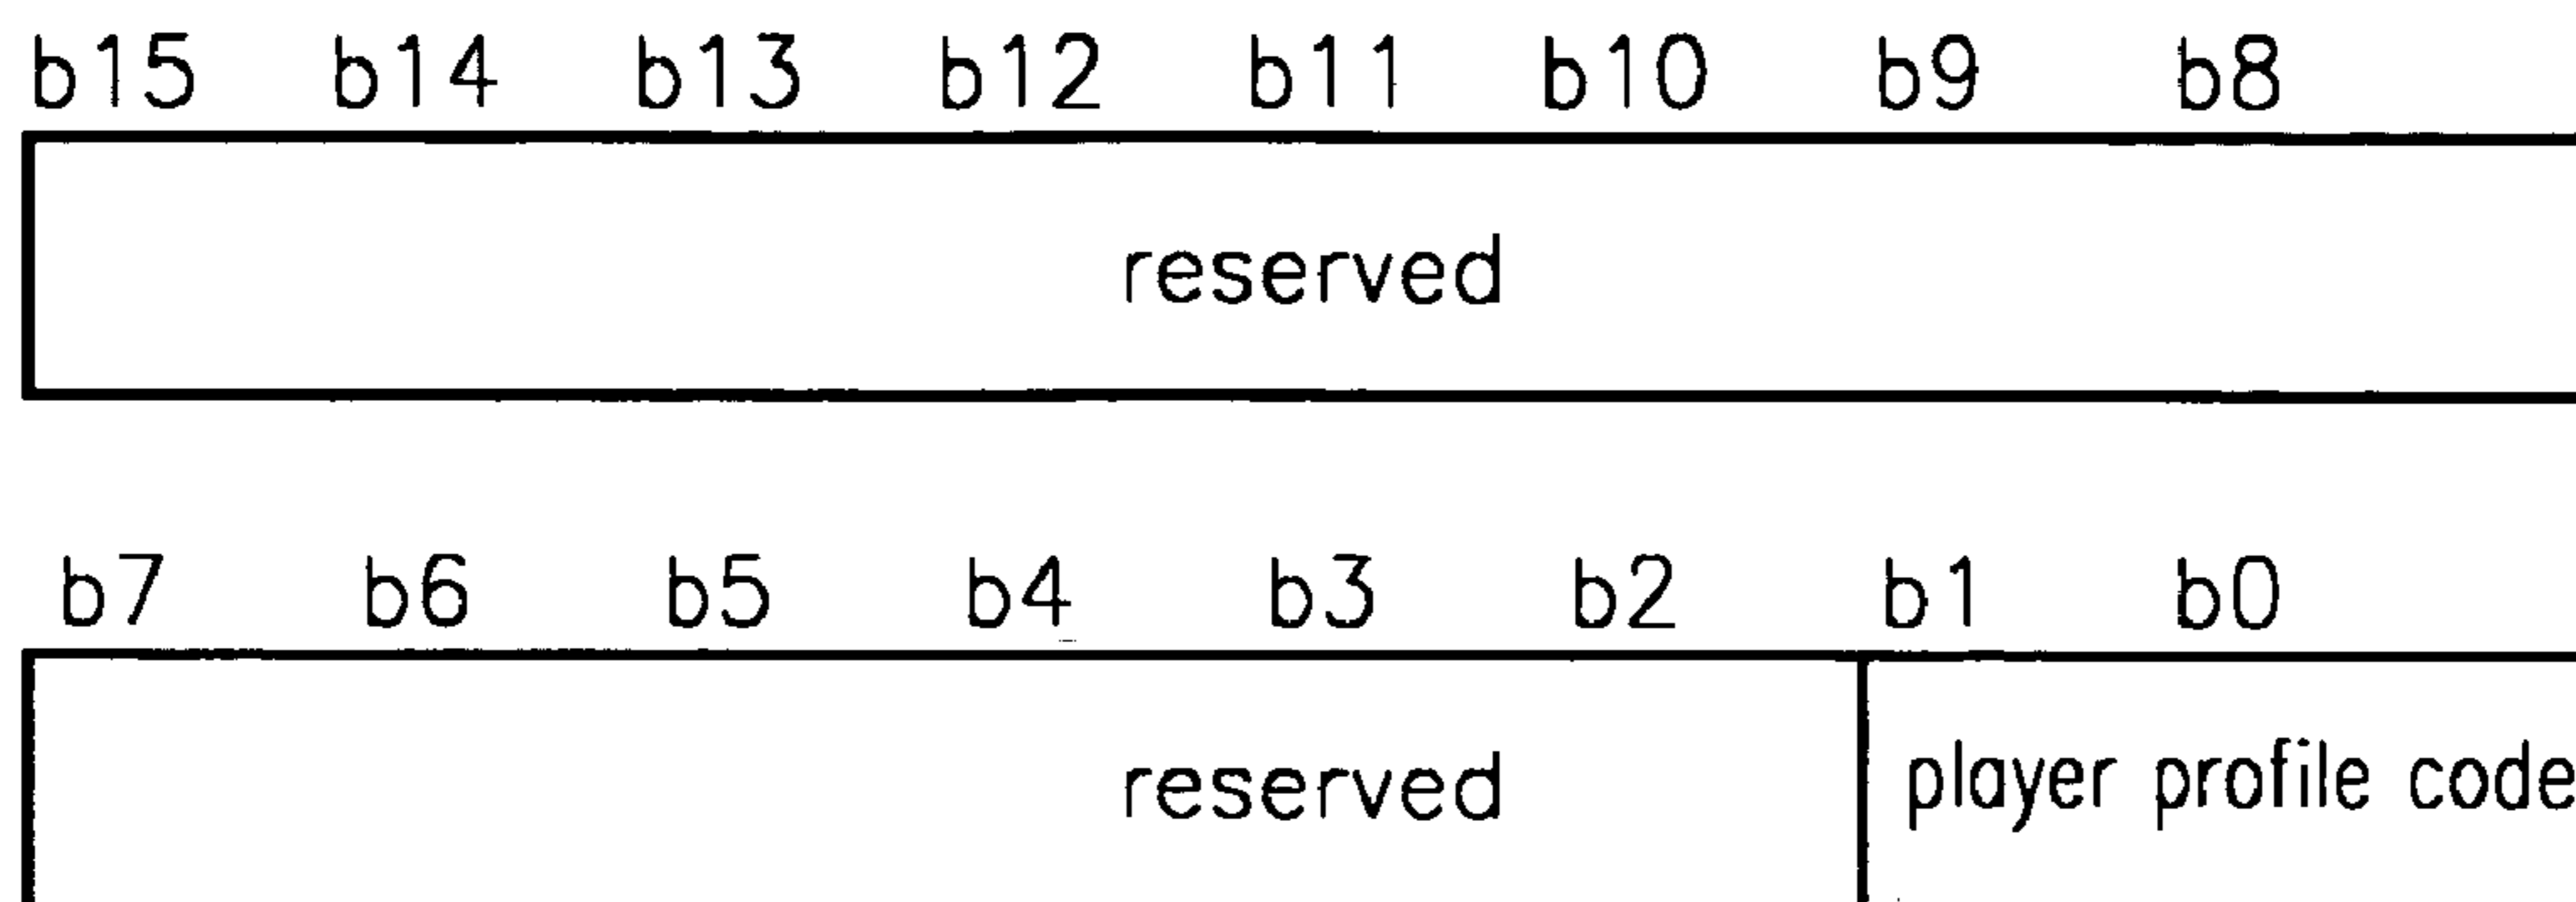 b15 b14 b13 b12 b11 b10 b9 b8
reserved
b7 b6 b5 b4 b3 b2 b1 b0
reserved player profile code